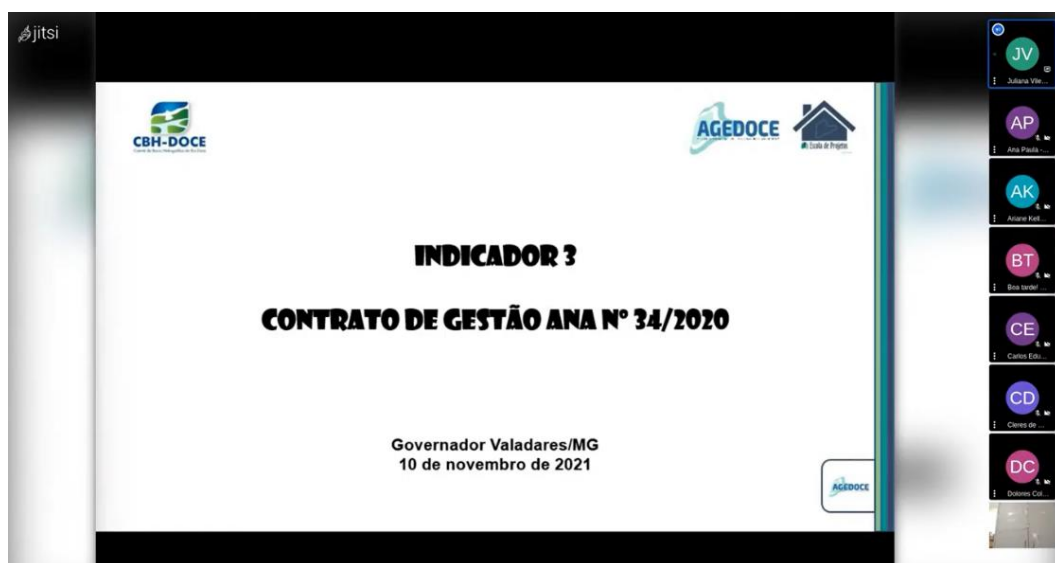 jitsi
CBH-DOCE
AGEDOCE
Escola de Projetos
INDICADOR 3
CONTRATO DE GESTÃO ANA Nº 34/2020
Governador Valadares/MG
10 de novembro de 2021
AGEDOCE
JV
Juliana Vile...
AP
Ana Paula -...
AK
Ariane Kell...
BT
Boa tarde! ...
CE
Carlos Edu...
CD
Cleres de ...
DC
Dolores Col...